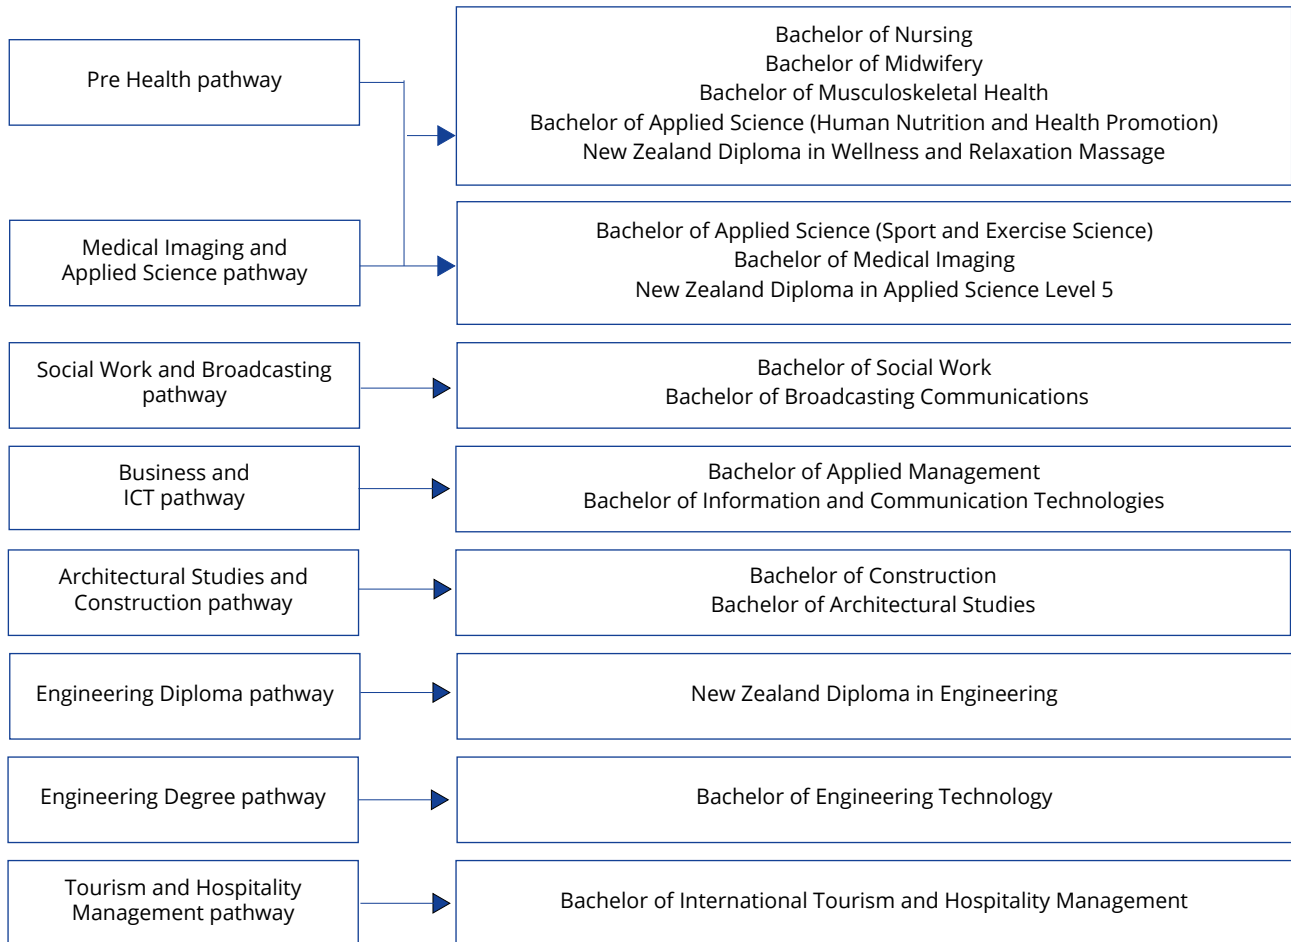 Pre Health pathway
Bachelor of Nursing
Bachelor of Midwifery
Bachelor of Musculoskeletal Health
Bachelor of Applied Science (Human Nutrition and Health Promotion)
New Zealand Diploma in Wellness and Relaxation Massage
Medical Imaging and
Applied Science pathway
Bachelor of Applied Science (Sport and Exercise Science)
Bachelor of Medical Imaging
New Zealand Diploma in Applied Science Level 5
Social Work and Broadcasting
pathway
Bachelor of Social Work
Bachelor of Broadcasting Communications
Business and
ICT pathway
Bachelor of Applied Management
Bachelor of Information and Communication Technologies
Architectural Studies and
Construction pathway
Bachelor of Construction
Bachelor of Architectural Studies
Engineering Diploma pathway
New Zealand Diploma in Engineering
Engineering Degree pathway
Bachelor of Engineering Technology
Tourism and Hospitality
Management pathway
Bachelor of International Tourism and Hospitality Management